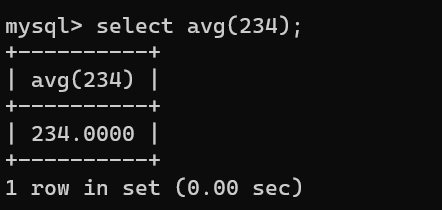 mysql> select avg(234);
+----------+
| avg(234) |
+----------+
| 234.0000 |
+----------+
1 row in set (0.00 sec)